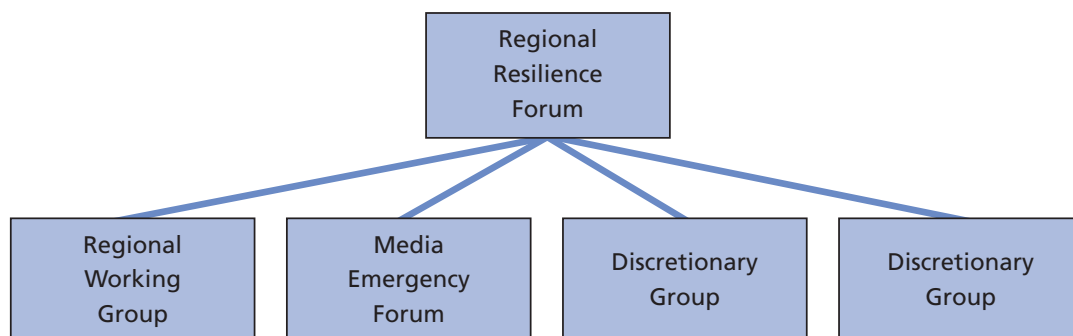 Regional
Resilience
Forum
Regional
Working
Group
Media
Emergency
Forum
Discretionary
Group
Discretionary
Group